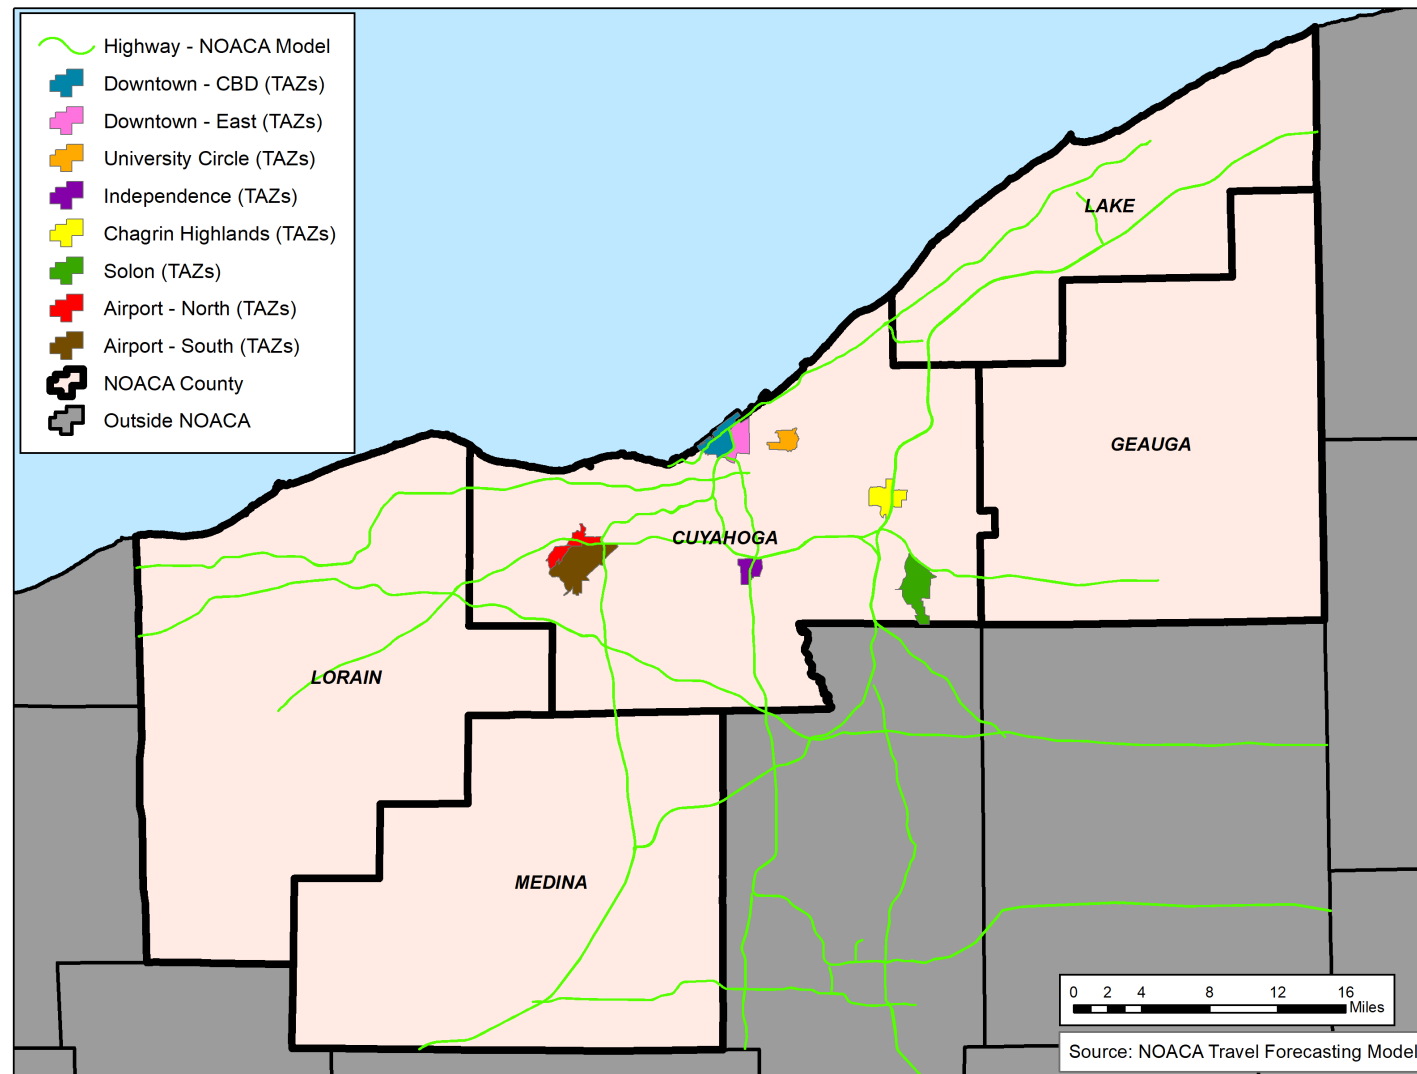 Highway - NOACA Model
Downtown - CBD (TAZs)
Downtown - East (TAZs)
University Circle (TAZs)
Independence (TAZs)
Chagrin Highlands (TAZs)
Solon (TAZs)
Airport - North (TAZs)
Airport - South (TAZs)
NOACA County
Outside NOACA
LAKE
GEAUGA
CUYAHOGA
LORAIN
MEDINA
0 2 4 8 12 16
Miles
Source: NOACA Travel Forecasting Model